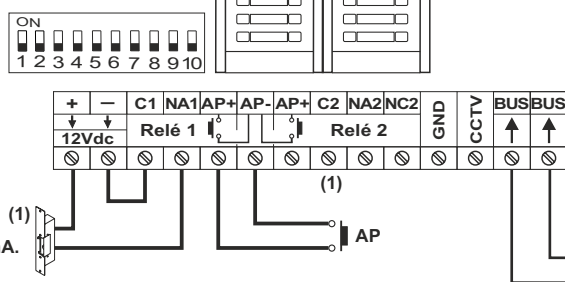 ON
1 2 3 4 5 6 7 8 9 10
+ — C1 NA1 AP+ AP- AP+ C2 NA2 NC2 GND CCTV BUS BUS
12Vdc Relé 1 Relé 2
(1)
(1)
A.
AP